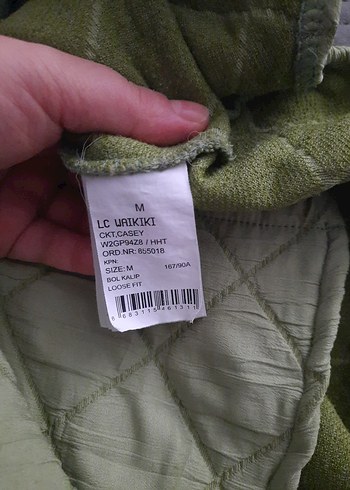 M
LC WAIKIKI
CKT,CASEY
W2GP94Z8 / HHT
ORD.NR: 855018
KPN:
SIZE: M 167/90A
BOL KALIP
LOOSE FIT